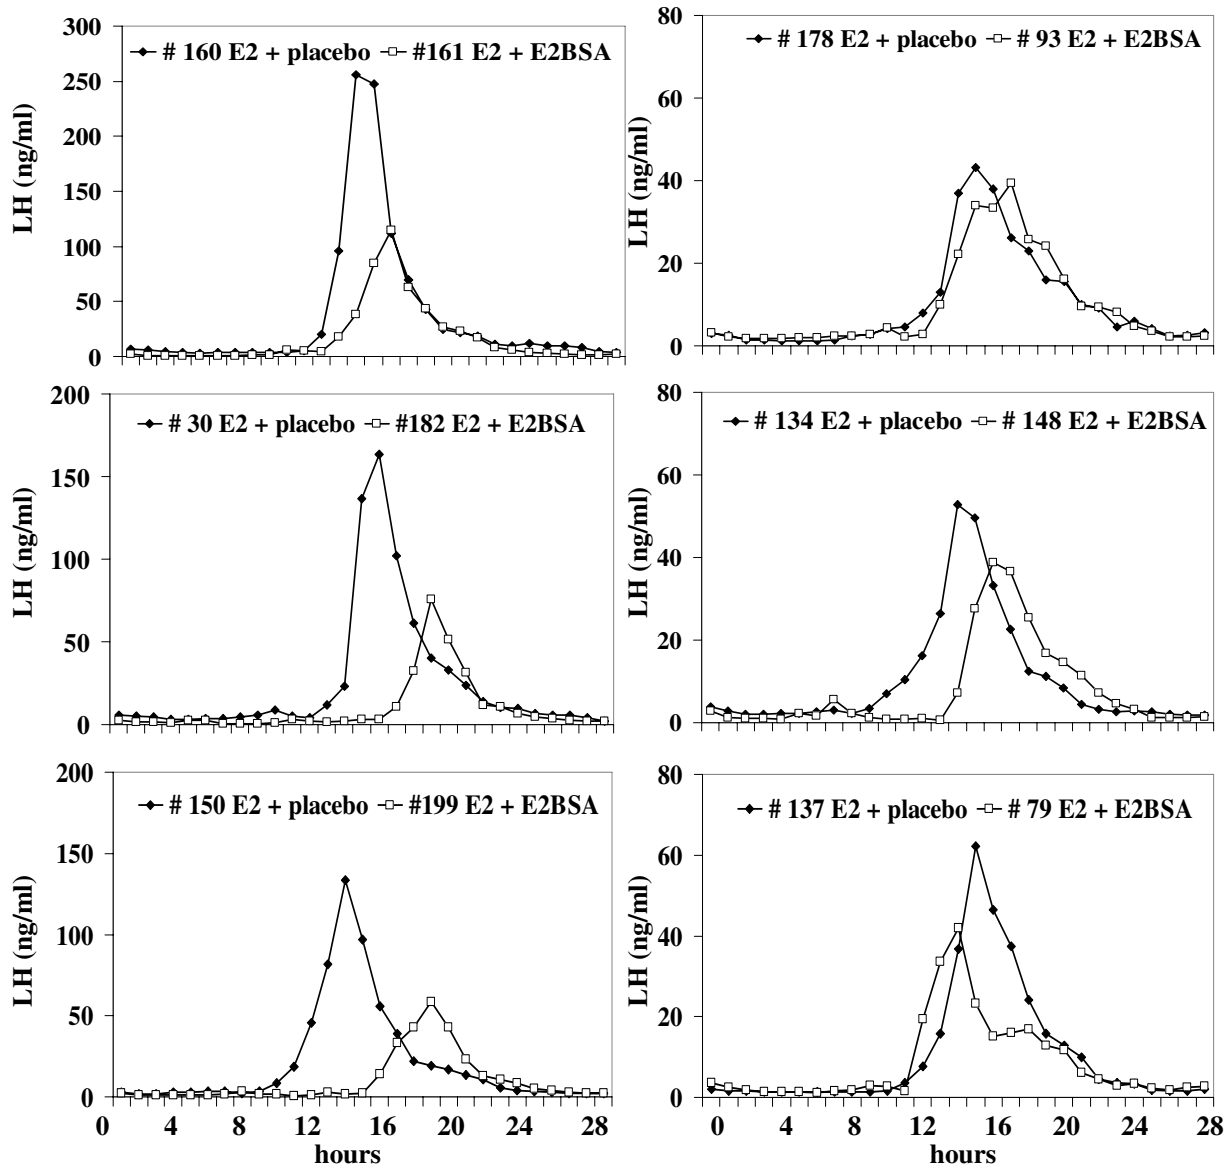 # 160 E2 + placebo #161 E2 + E2BSA
LH (ng/ml)
300
250
200
150
100
50
0
# 178 E2 + placebo # 93 E2 + E2BSA
LH (ng/ml)
80
60
40
20
0
# 30 E2 + placebo #182 E2 + E2BSA
LH (ng/ml)
200
150
100
50
0
# 134 E2 + placebo # 148 E2 + E2BSA
LH (ng/ml)
80
60
40
20
0
# 150 E2 + placebo #199 E2 + E2BSA
LH (ng/ml)
200
150
100
50
0
0 4 8 12 16 20 24 28
hours
# 137 E2 + placebo # 79 E2 + E2BSA
LH (ng/ml)
80
60
40
20
0
0 4 8 12 16 20 24 28
hours